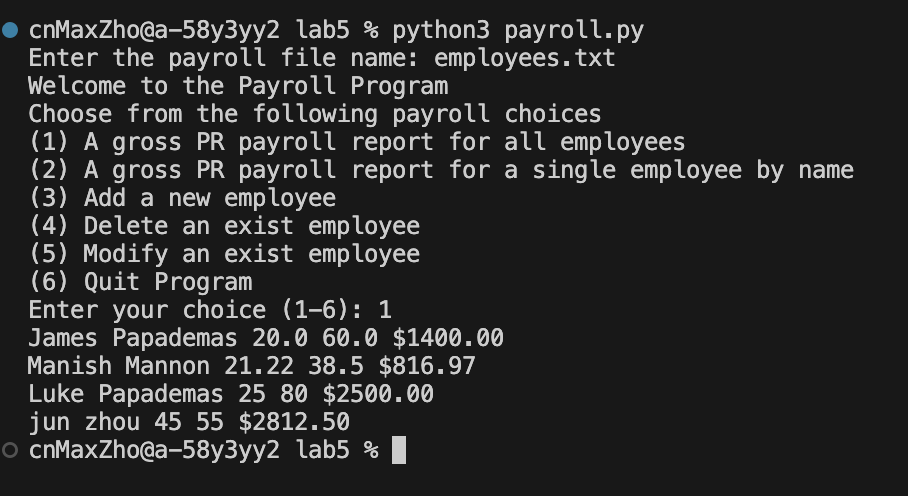 cnMaxZho@a-58y3yy2 lab5 % python3 payroll.py
Enter the payroll file name: employees.txt
Welcome to the Payroll Program
Choose from the following payroll choices
(1) A gross PR payroll report for all employees
(2) A gross PR payroll report for a single employee by name
(3) Add a new employee
(4) Delete an exist employee
(5) Modify an exist employee
(6) Quit Program
Enter your choice (1-6): 1
James Papademas 20.0 60.0 $1400.00
Manish Mannon 21.22 38.5 $816.97
Luke Papademas 25 80 $2500.00
jun zhou 45 55 $2812.50
cnMaxZho@a-58y3yy2 lab5 %